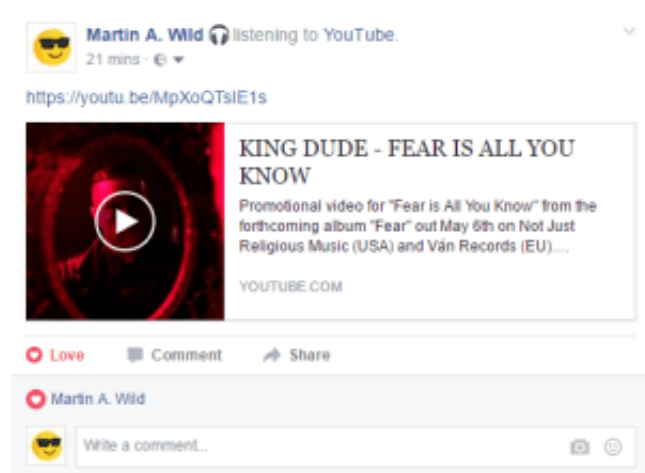 Martin A. Wild listening to YouTube.
21 mins ·
https://youtu.be/MpXoQTsIE1s
KING DUDE - FEAR IS ALL YOU
KNOW
Promotional video for "Fear is All You Know" from the
forthcoming album "Fear" out May 6th on Not Just
Religious Music (USA) and Ván Records (EU)....
YOUTUBE.COM
Love Comment Share
Martin A. Wild
Write a comment...